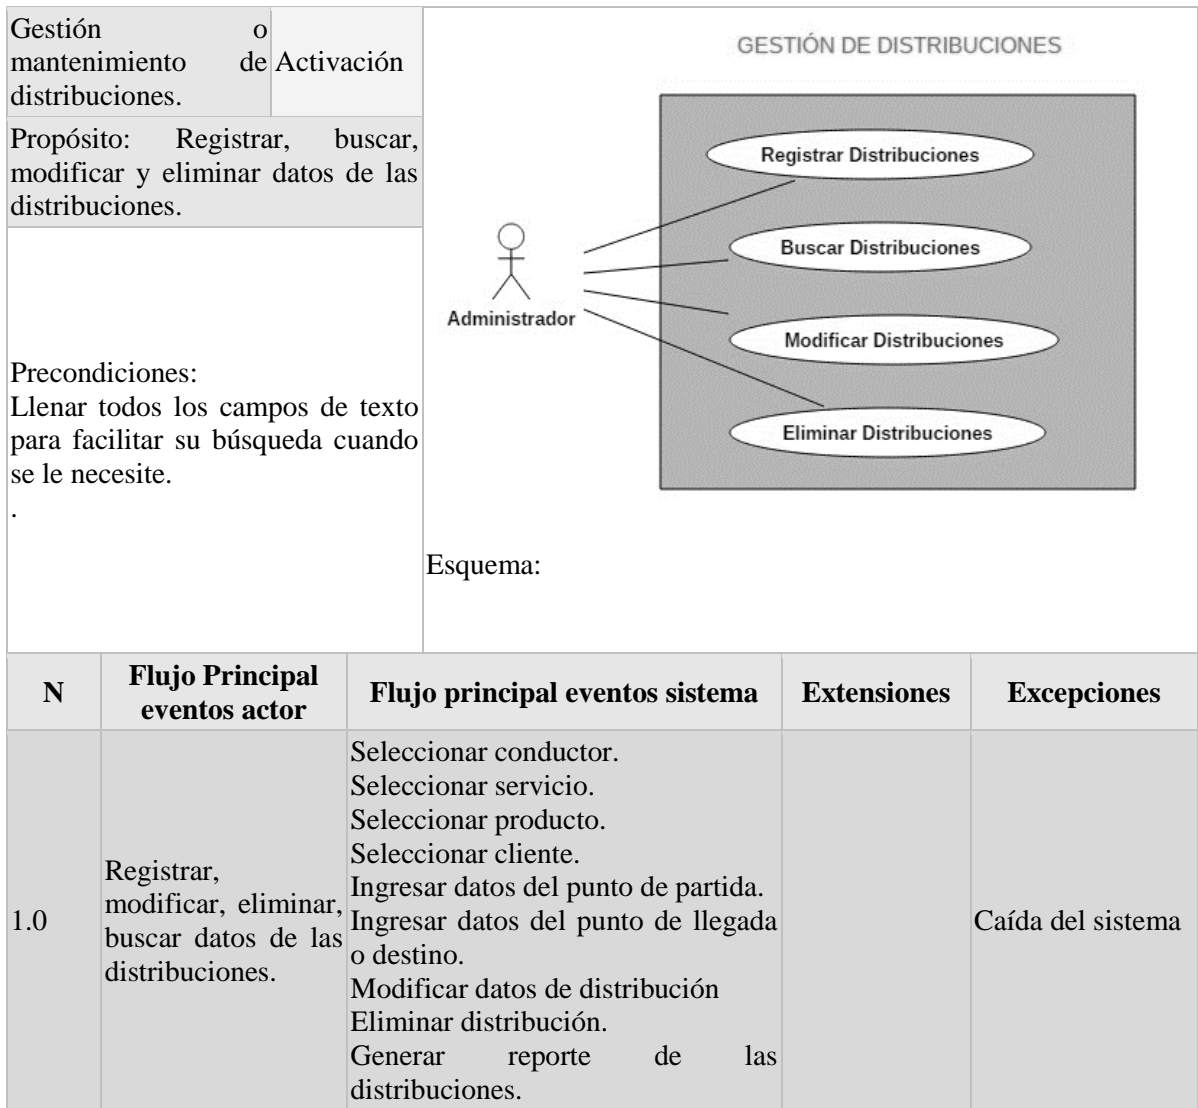 Gestión o
mantenimiento de
distribuciones.
Activación
Propósito: Registrar, buscar,
modificar y eliminar datos de las
distribuciones.
Precondiciones:
Llenar todos los campos de texto
para facilitar su búsqueda cuando
se le necesite.
.
GESTIÓN DE DISTRIBUCIONES
Registrar Distribuciones
Buscar Distribuciones
Modificar Distribuciones
Eliminar Distribuciones
Administrador
Esquema:
N
Flujo Principal
eventos actor
Flujo principal eventos sistema
Extensiones
Excepciones
1.0
Registrar,
modificar, eliminar,
buscar datos de las
distribuciones.
Seleccionar conductor.
Seleccionar servicio.
Seleccionar producto.
Seleccionar cliente.
Ingresar datos del punto de partida.
Ingresar datos del punto de llegada
o destino.
Modificar datos de distribución
Eliminar distribución.
Generar reporte de las
distribuciones.
Caída del sistema